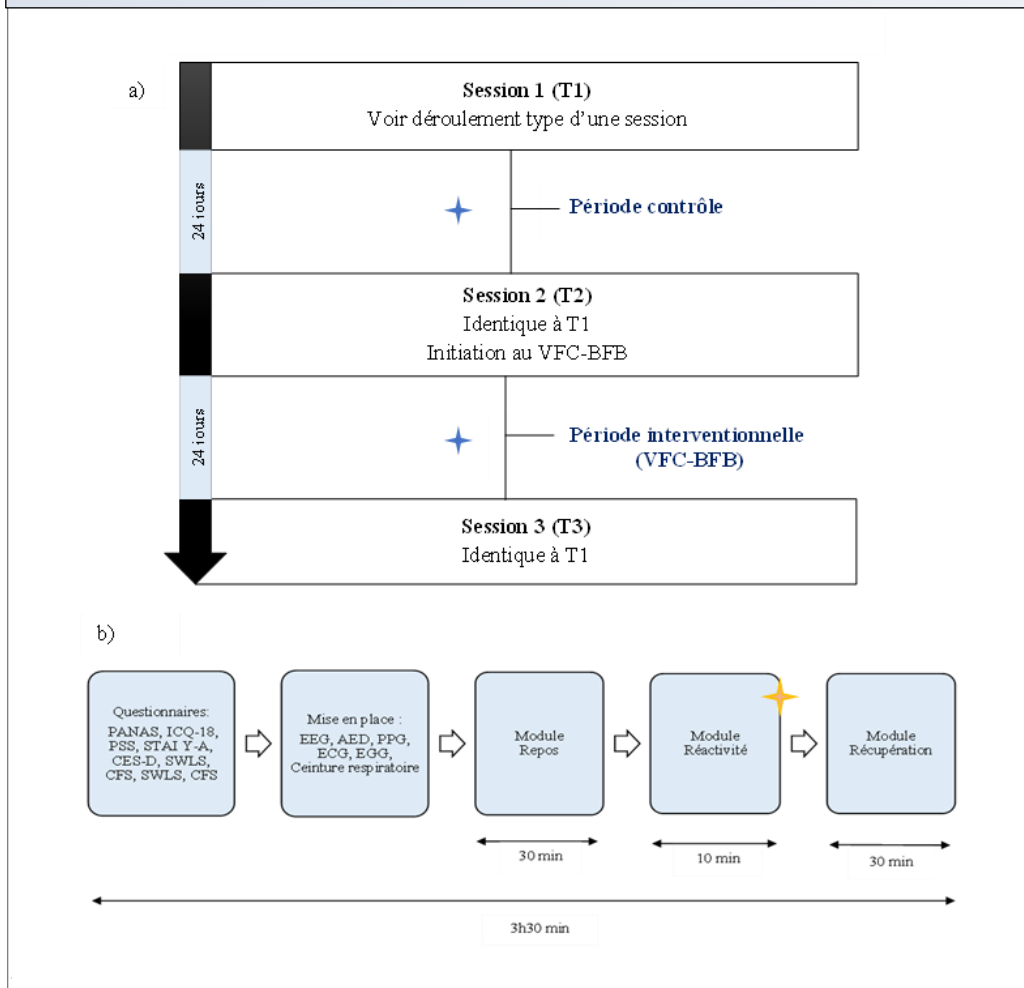 a)
Session 1 (T1)
Voir déroulement type d'une session
24 jours
Période contrôle
Session 2 (T2)
Identique à T1
Initiation au VFC-BFB
24 jours
Période interventionnelle
(VFC-BFB)
Session 3 (T3)
Identique à T1
b)
Questionnaires:
PANAS, ICQ-18,
PSS, STAI Y-A,
CES-D, SWLS,
CFS, SWLS, CFS
Mise en place :
EEG, AED, PPG,
ECG, EGG,
Ceinture respiratoire
Module
Repos
Module
Réactivité
Module
Récupération
30 min
10 min
30 min
3h30 min